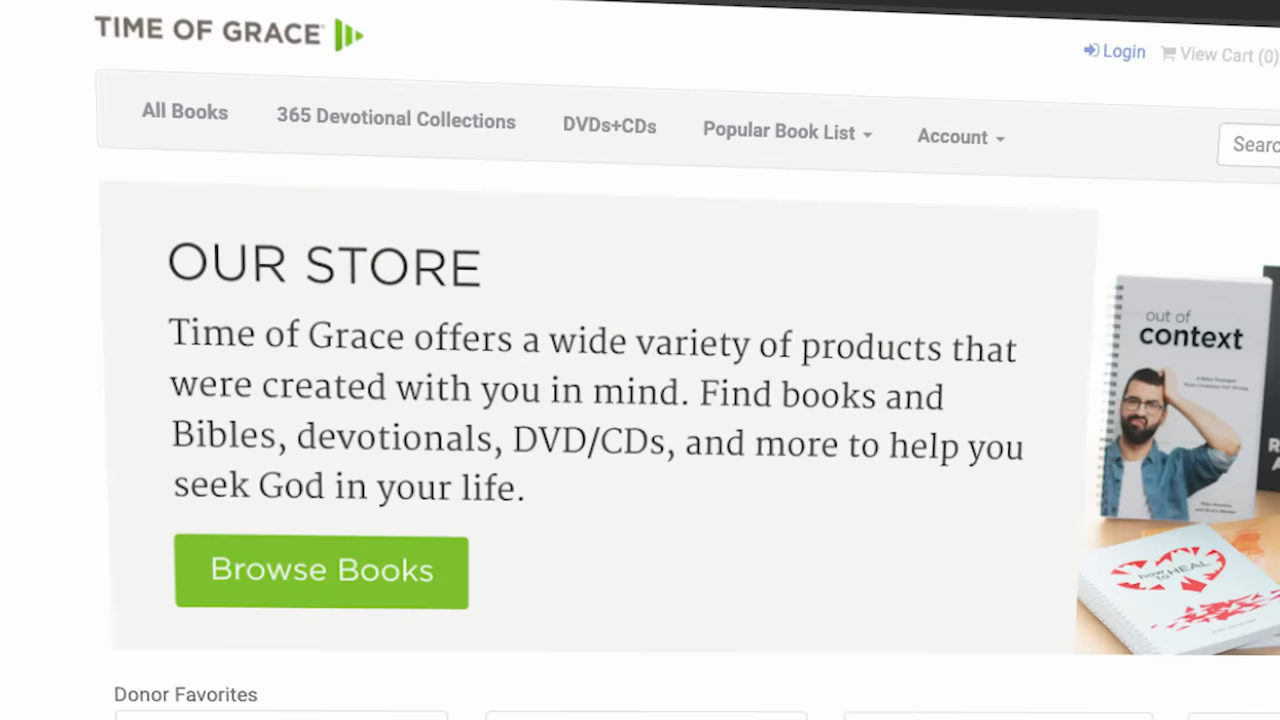 TIME OF GRACE
Login
View Cart (0)
All Books
365 Devotional Collections
DVDs+CDs
Popular Book List
Account
Searc
OUR STORE
Time of Grace offers a wide variety of products that
were created with you in mind. Find books and
Bibles, devotionals, DVD/CDs, and more to help you
seek God in your life.
Browse Books
out of
context
how
to HEAL
Donor Favorites